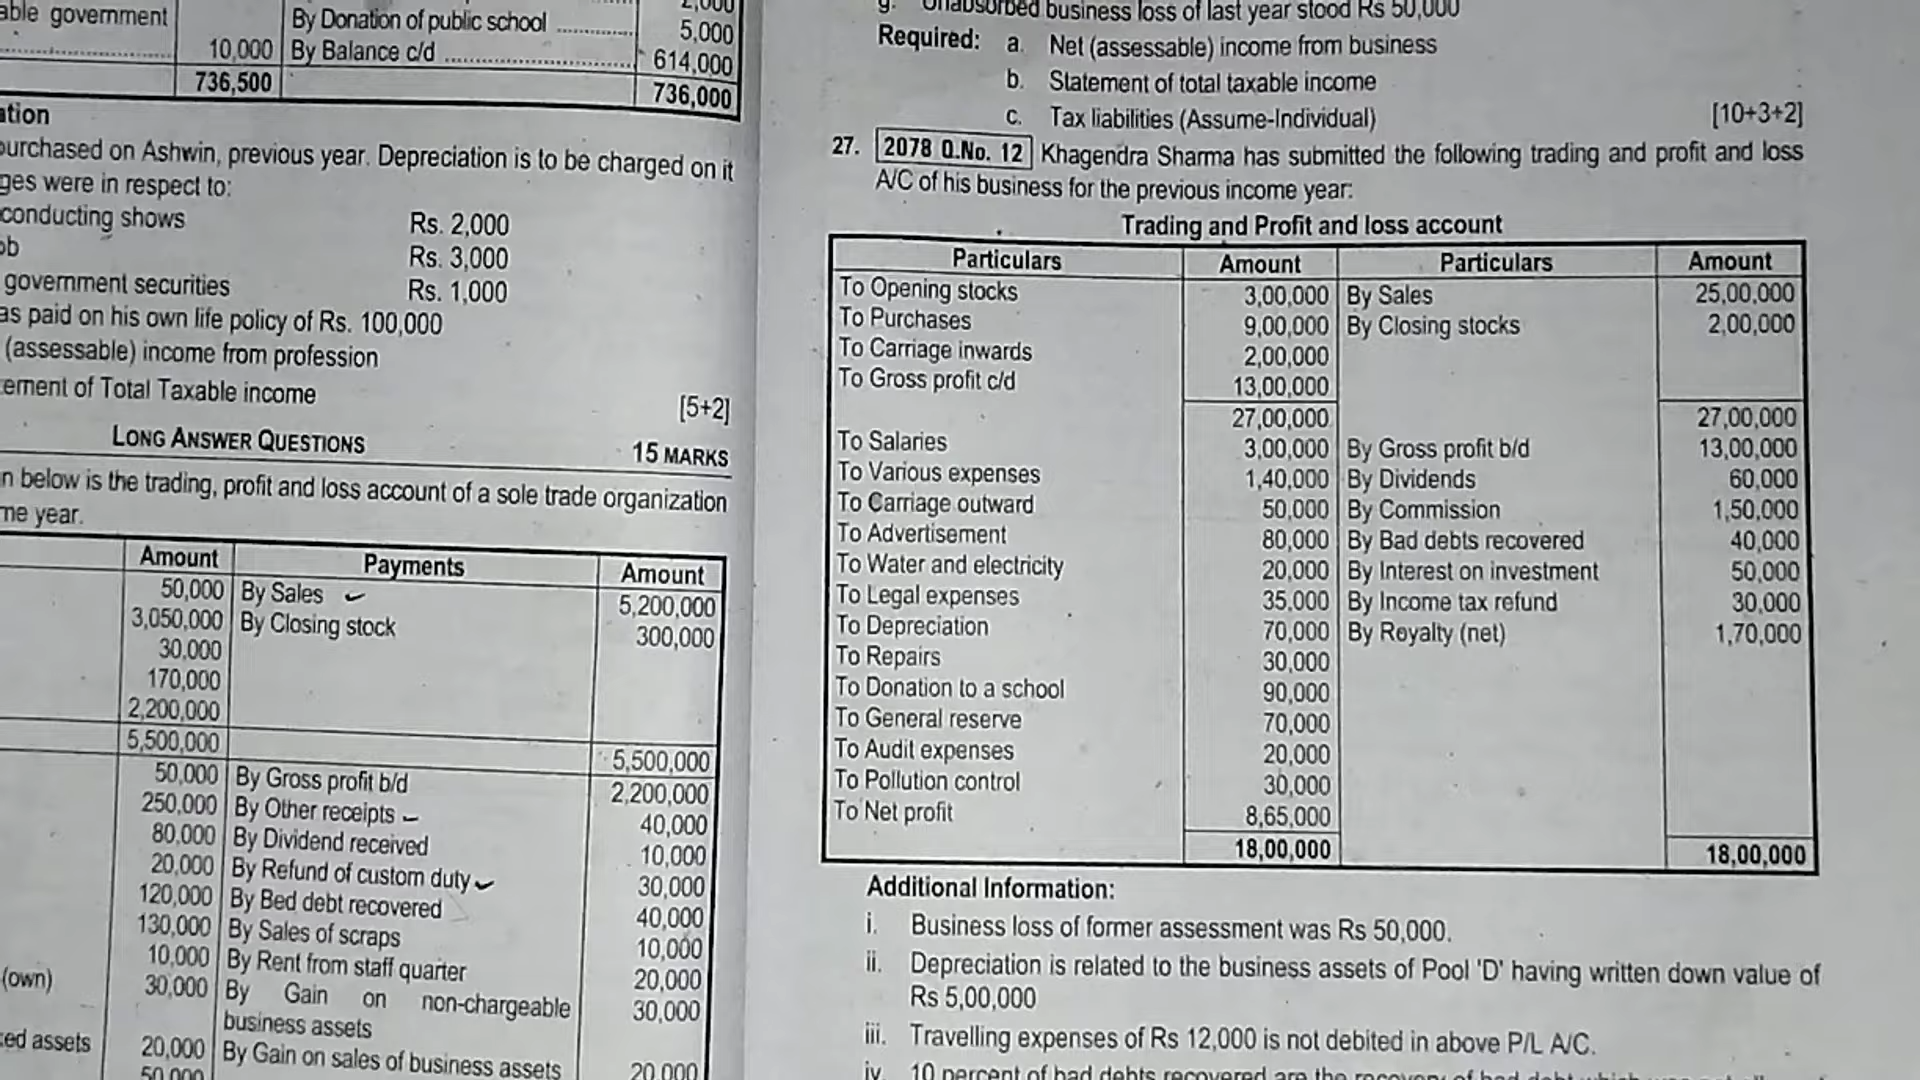 able government
By Donation of public school ..............
5,000
10,000 By Balance c/d ..............
614,000
736,500
736,000
ation
purchased on Ashwin, previous year. Depreciation is to be charged on it
ges were in respect to:
conducting shows Rs. 2,000
ob Rs. 3,000
government securities Rs. 1,000
as paid on his own life policy of Rs. 100,000
(assessable) income from profession
ement of Total Taxable income
[5+2]
LONG ANSWER QUESTIONS 15 MARKS
n below is the trading, profit and loss account of a sole trade organization
me year.
Amount Payments Amount
50,000 By Sales 5,200,000
3,050,000 By Closing stock 300,000
30,000
170,000
2,200,000
5,500,000 5,500,000
50,000 By Gross profit b/d 2,200,000
250,000 By Other receipts 40,000
80,000 By Dividend received 10,000
20,000 By Refund of custom duty 30,000
120,000 By Bed debt recovered 40,000
130,000 By Sales of scraps 10,000
10,000 By Rent from staff quarter 20,000
(own) 30,000 By Gain on non-chargeable 30,000
business assets
ed assets 20,000 By Gain on sales of business assets 20,000
50,000
g. Unabsorbed business loss of last year stood Rs 50,000
Required: a. Net (assessable) income from business
b. Statement of total taxable income
c. Tax liabilities (Assume-Individual) [10+3+2]
27. 2078 Q.No. 12 Khagendra Sharma has submitted the following trading and profit and loss
A/C of his business for the previous income year:
Trading and Profit and loss account
Particulars Amount Particulars Amount
To Opening stocks 3,00,000 By Sales 25,00,000
To Purchases 9,00,000 By Closing stocks 2,00,000
To Carriage inwards 2,00,000
To Gross profit c/d 13,00,000
27,00,000 27,00,000
To Salaries 3,00,000 By Gross profit b/d 13,00,000
To Various expenses 1,40,000 By Dividends 60,000
To Carriage outward 50,000 By Commission 1,50,000
To Advertisement 80,000 By Bad debts recovered 40,000
To Water and electricity 20,000 By Interest on investment 50,000
To Legal expenses 35,000 By Income tax refund 30,000
To Depreciation 70,000 By Royalty (net) 1,70,000
To Repairs 30,000
To Donation to a school 90,000
To General reserve 70,000
To Audit expenses 20,000
To Pollution control 30,000
To Net profit 8,65,000
18,00,000 18,00,000
Additional Information:
i. Business loss of former assessment was Rs 50,000.
ii. Depreciation is related to the business assets of Pool 'D' having written down value of
Rs 5,00,000
iii. Travelling expenses of Rs 12,000 is not debited in above P/L A/C.
iv. 10 percent of bad debts recovered are the recovery of bad debt which was not